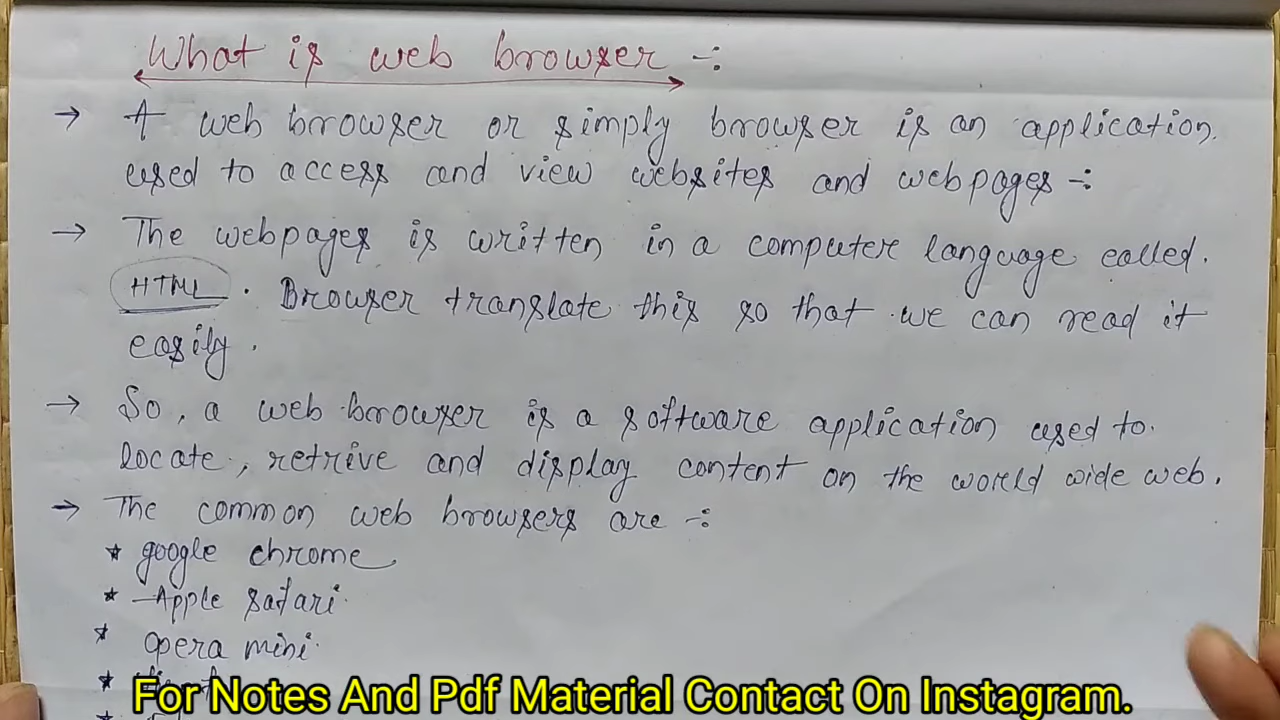 What is web browser -:
→ A web browser or simply browser is an application.
used to access and view websites and webpages -:
→ The webpages is written in a computer language called.
HTML. Browser translate this so that we can read it
easily.
→ So, a web browser is a software application used to.
locate, retrive and display content on the world wide web.
→ The common web browsers are -:
* google chrome
* Apple safari.
* opera mini.
*
For Notes And Pdf Material Contact On Instagram.